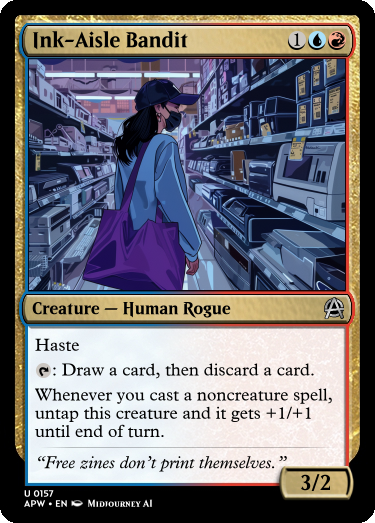 Ink-Aisle Bandit 1
Creature — Human Rogue
Haste
: Draw a card, then discard a card.
Whenever you cast a noncreature spell,
untap this creature and it gets +1/+1
until end of turn.
“Free zines don’t print themselves.”
3/2
U 0157
APW • EN Midjourney AI